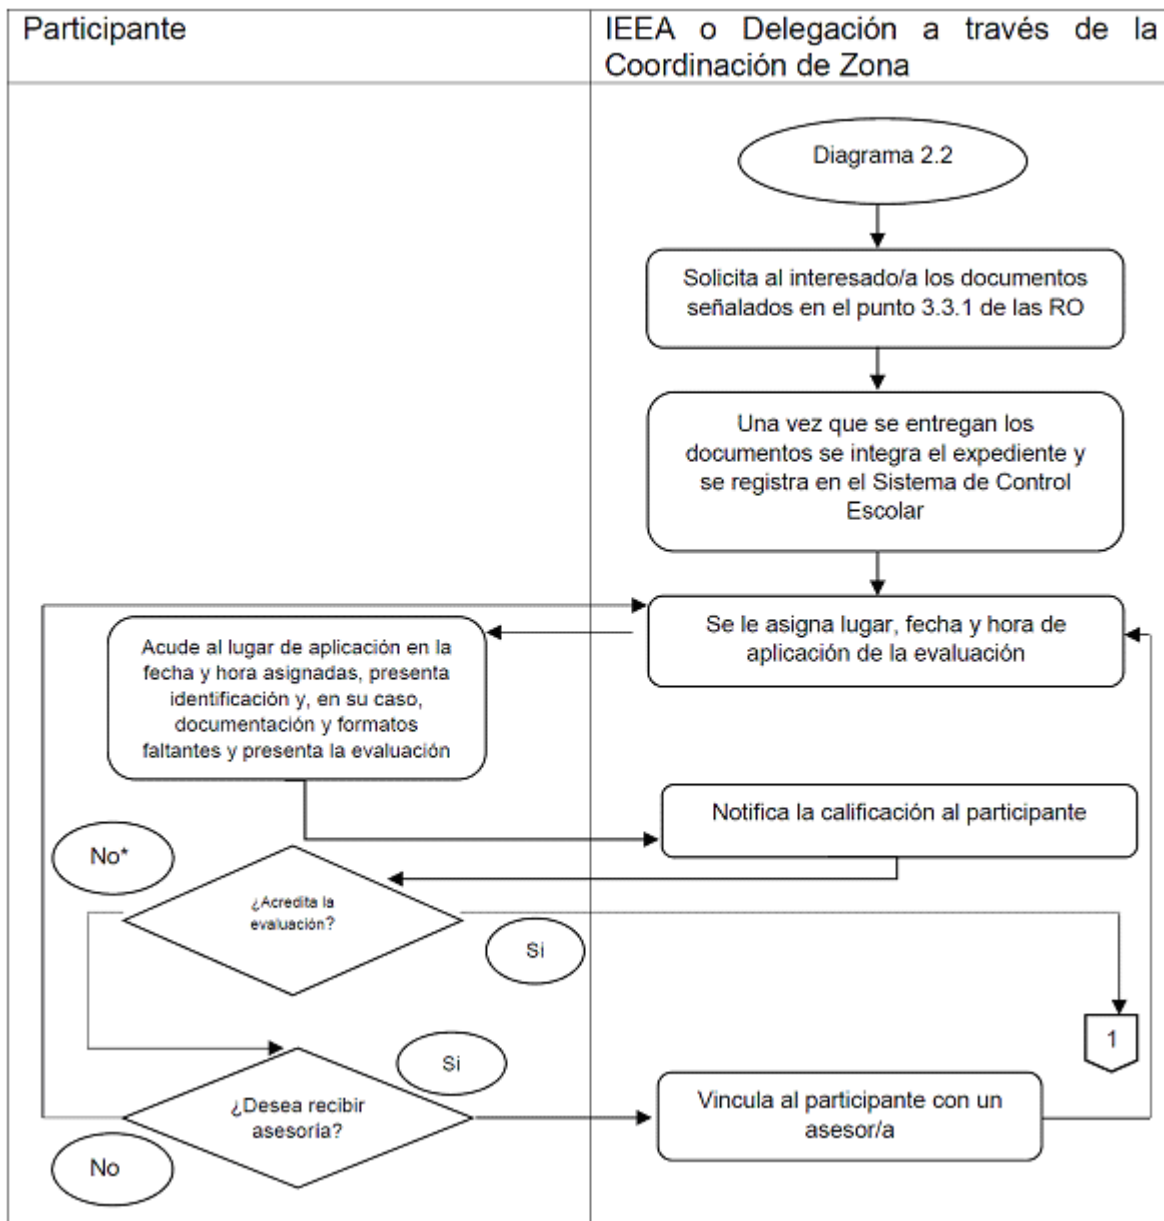 Participante
IEEA o Delegación a través de la
Coordinación de Zona
Diagrama 2.2
Solicita al interesado/a los documentos
señalados en el punto 3.3.1 de las RO
Una vez que se entregan los
documentos se integra el expediente y
se registra en el Sistema de Control
Escolar
Se le asigna lugar, fecha y hora de
aplicación de la evaluación
Acude al lugar de aplicación en la
fecha y hora asignadas, presenta
identificación y, en su caso,
documentación y formatos
faltantes y presenta la evaluación
Notifica la calificación al participante
No*
¿Acredita la
evaluación?
Si
1
Si
¿Desea recibir
asesoría?
No
Vincula al participante con un
asesor/a